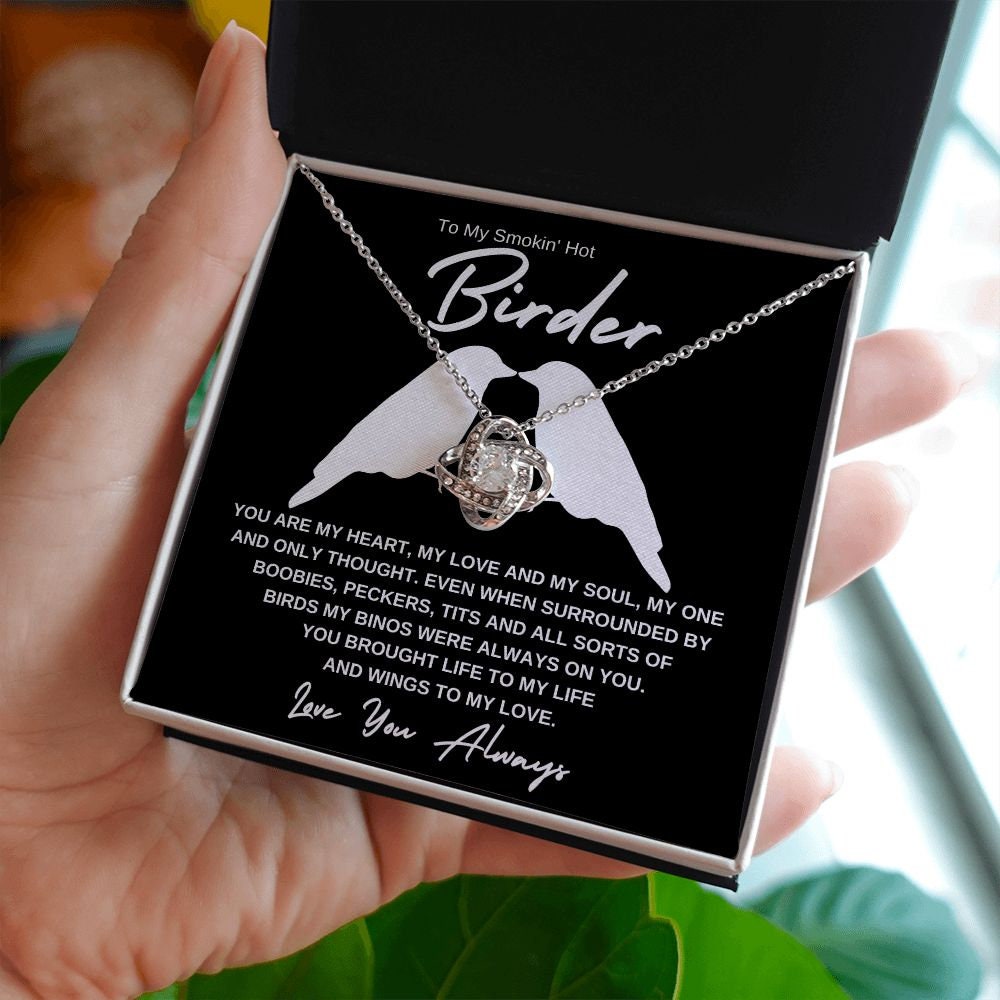 To My Smokin' Hot
Birder
YOU ARE MY HEART, MY LOVE AND MY SOUL, MY ONE
AND ONLY THOUGHT. EVEN WHEN SURROUNDED BY
BOOBIES, PECKERS, TITS AND ALL SORTS OF
BIRDS MY BINOS WERE ALWAYS ON YOU.
YOU BROUGHT LIFE TO MY LIFE
AND WINGS TO MY LOVE.
Love You Always